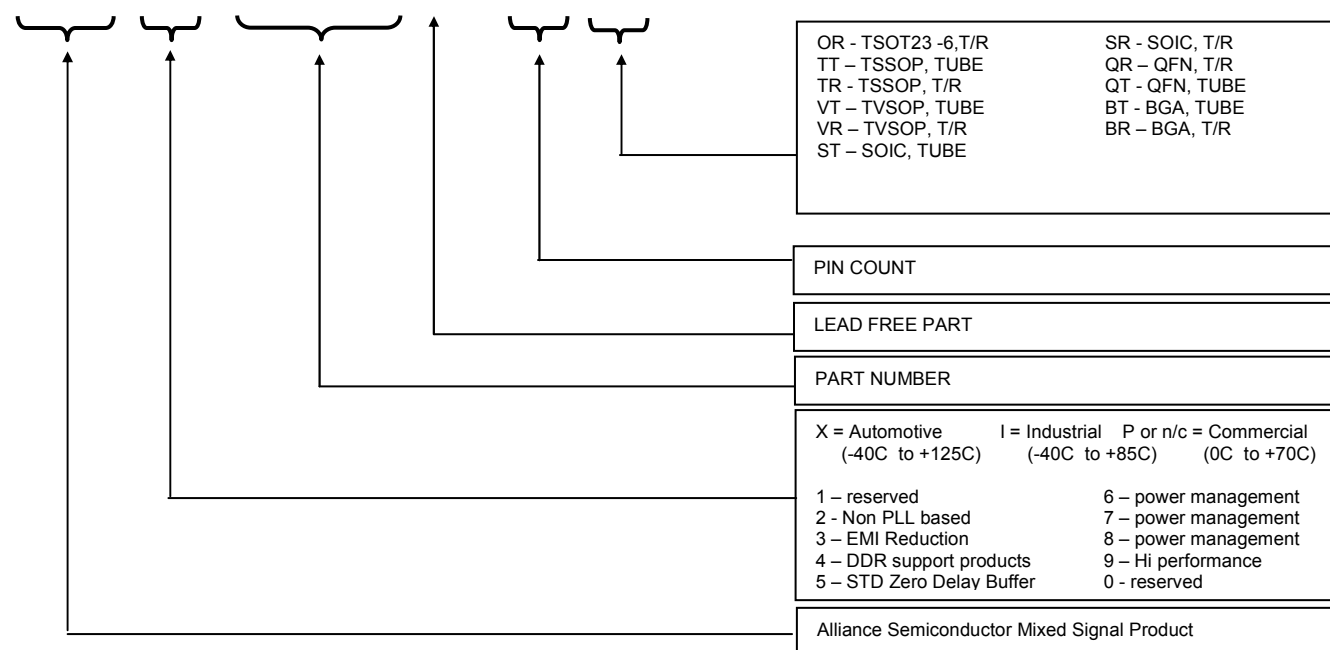 OR - TSOT23 -6,T/R SR - SOIC, T/R
TT – TSSOP, TUBE QR – QFN, T/R
TR - TSSOP, T/R QT - QFN, TUBE
VT – TVSOP, TUBE BT - BGA, TUBE
VR – TVSOP, T/R BR – BGA, T/R
ST – SOIC, TUBE
PIN COUNT
LEAD FREE PART
PART NUMBER
X = Automotive I = Industrial P or n/c = Commercial
(-40C to +125C) (-40C to +85C) (0C to +70C)
1 – reserved 6 – power management
2 - Non PLL based 7 – power management
3 – EMI Reduction 8 – power management
4 – DDR support products 9 – Hi performance
5 – STD Zero Delay Buffer 0 - reserved
Alliance Semiconductor Mixed Signal Product